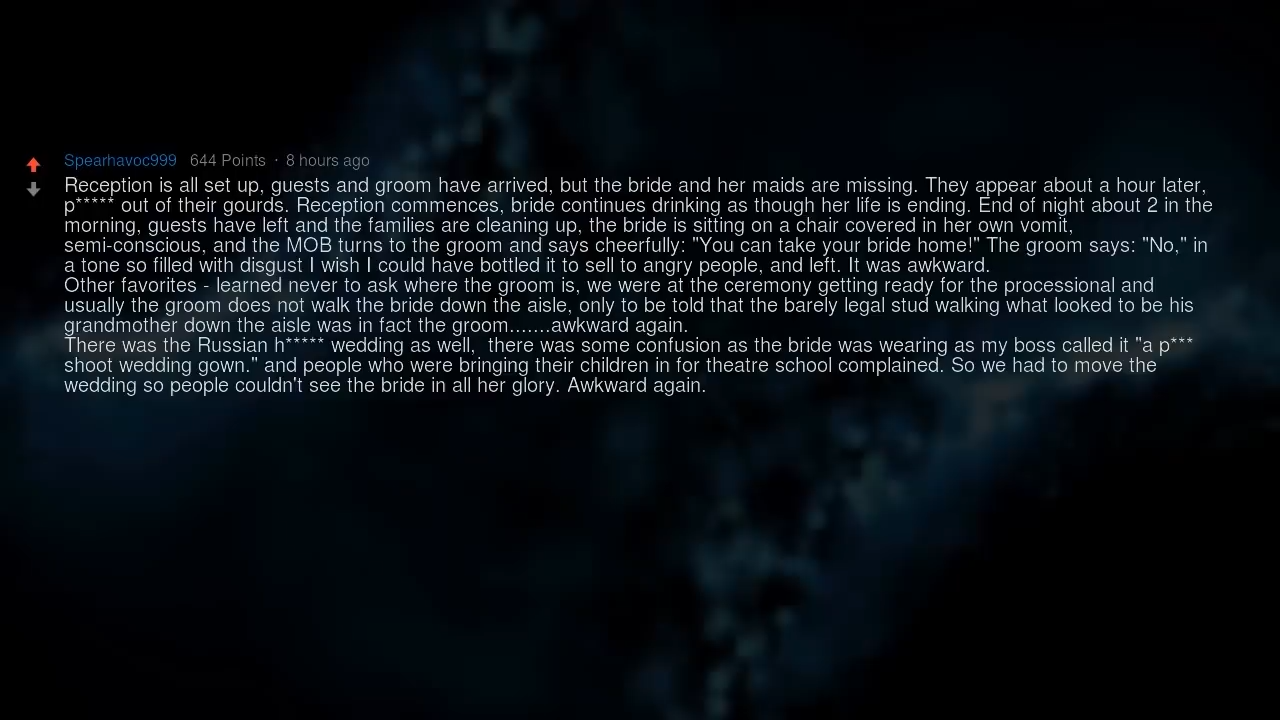 Spearhavoc999 644 Points · 8 hours ago
Reception is all set up, guests and groom have arrived, but the bride and her maids are missing. They appear about a hour later,
p***** out of their gourds. Reception commences, bride continues drinking as though her life is ending. End of night about 2 in the
morning, guests have left and the families are cleaning up, the bride is sitting on a chair covered in her own vomit,
semi-conscious, and the MOB turns to the groom and says cheerfully: "You can take your bride home!" The groom says: "No," in
a tone so filled with disgust I wish I could have bottled it to sell to angry people, and left. It was awkward.
Other favorites - learned never to ask where the groom is, we were at the ceremony getting ready for the processional and
usually the groom does not walk the bride down the aisle, only to be told that the barely legal stud walking what looked to be his
grandmother down the aisle was in fact the groom.......awkward again.
There was the Russian h***** wedding as well,  there was some confusion as the bride was wearing as my boss called it "a p***
shoot wedding gown." and people who were bringing their children in for theatre school complained. So we had to move the
wedding so people couldn't see the bride in all her glory. Awkward again.